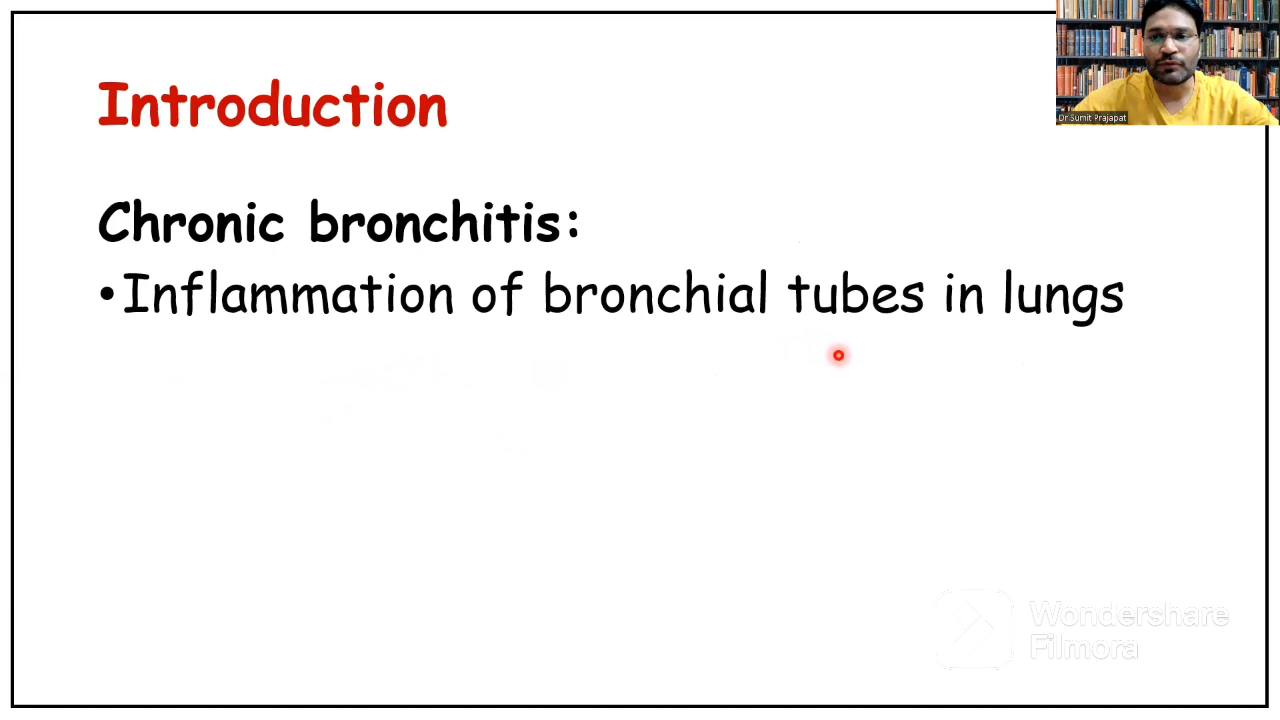 Introduction
Dr Sumit Prajapat
Chronic bronchitis:
•Inflammation of bronchial tubes in lungs
Wondershare
Filmora